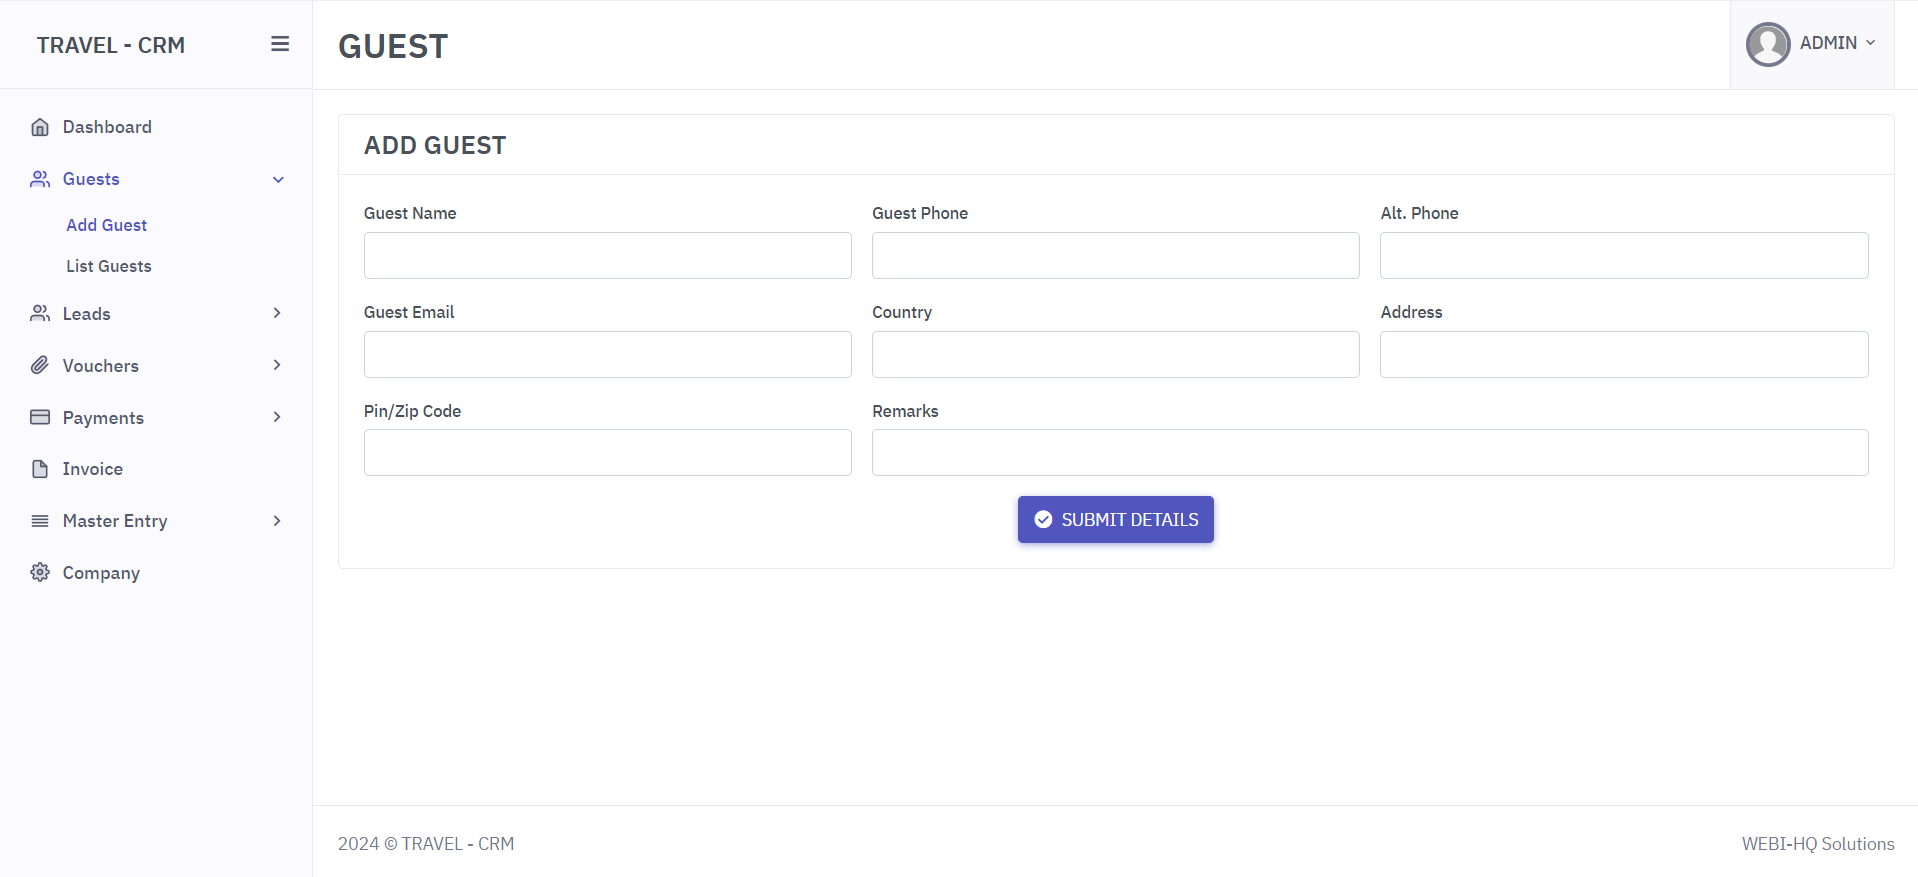 TRAVEL - CRM
GUEST
ADMIN
Dashboard
Guests
Add Guest
List Guests
Leads
Vouchers
Payments
Invoice
Master Entry
Company
ADD GUEST
Guest Name
Guest Phone
Alt. Phone
Guest Email
Country
Address
Pin/Zip Code
Remarks
SUBMIT DETAILS
2024 © TRAVEL - CRM
WEBI-HQ Solutions